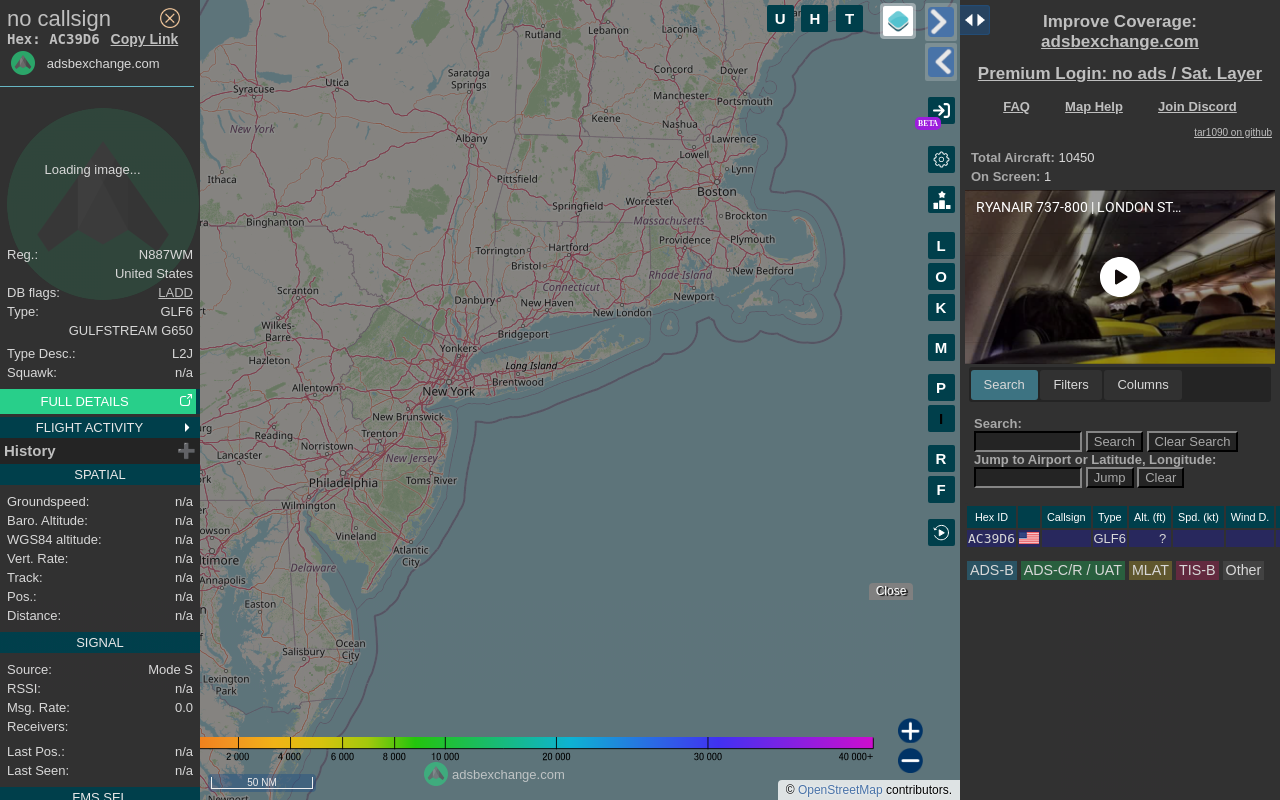 no callsign
Hex: AC39D6 Copy Link
adsbexchange.com
Loading image...
Reg.: N887WM
United States
DB flags: LADD
Type: GLF6
GULFSTREAM G650
Type Desc.: L2J
Squawk: n/a
FULL DETAILS
FLIGHT ACTIVITY
History
SPATIAL
Groundspeed: n/a
Baro. Altitude: n/a
WGS84 altitude: n/a
Vert. Rate: n/a
Track: n/a
Pos.: n/a
Distance: n/a
SIGNAL
Source: Mode S
RSSI: n/a
Msg. Rate: 0.0
Receivers:
Last Pos.: n/a
Last Seen: n/a
FMS SEL
Rutland
Lebanon
Laconia
Concord
Dover
Saratoga
Springs
Utica
Syracuse
Manchester
Portsmouth
Keene
Nashua
New York
Albany
Lawrence
Lowell
Lynn
Ithaca
Pittsfield
Boston
Worcester
Springfield
Binghamton
Massachusetts
Brockton
Providence
Plymouth
Torrington
Hartford
Bristol
New Bedford
Rhode Island
Connecticut
Scranton
Danbury
New Haven
Newport
New London
Wilkes-
Barre
Bridgeport
Yonkers
Hazleton
Long Island
Brentwood
Allentown
New York
New Brunswick
Reading
Trenton
Norristown
Lancaster
New Jersey
Philadelphia
Toms River
Wilmington
Vineland
Atlantic
City
Annapolis
Delaware
Easton
Ocean
City
Salisbury
Lexington
Park
U H T
BETA
L
O
K
M
P
I
R
F
Close
2 000 4 000 6 000 8 000 10 000 20 000 30 000 40 000+
50 NM
adsbexchange.com
© OpenStreetMap contributors.
Improve Coverage:
adsbexchange.com
Premium Login: no ads / Sat. Layer
FAQ Map Help Join Discord
tar1090 on github
Total Aircraft: 10450
On Screen: 1
RYANAIR 737-800 | LONDON ST...
Search Filters Columns
Search:
Search Clear Search
Jump to Airport or Latitude, Longitude:
Jump Clear
Hex ID Callsign Type Alt. (ft) Spd. (kt) Wind D.
AC39D6 GLF6 ?
ADS-B ADS-C/R / UAT MLAT TIS-B Other